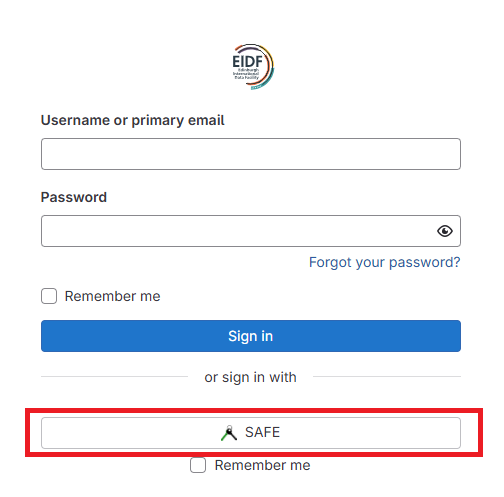 EIDF
Edinburgh
International
Data Facility
Username or primary email
Password
Forgot your password?
Remember me
Sign in
or sign in with
SAFE
Remember me